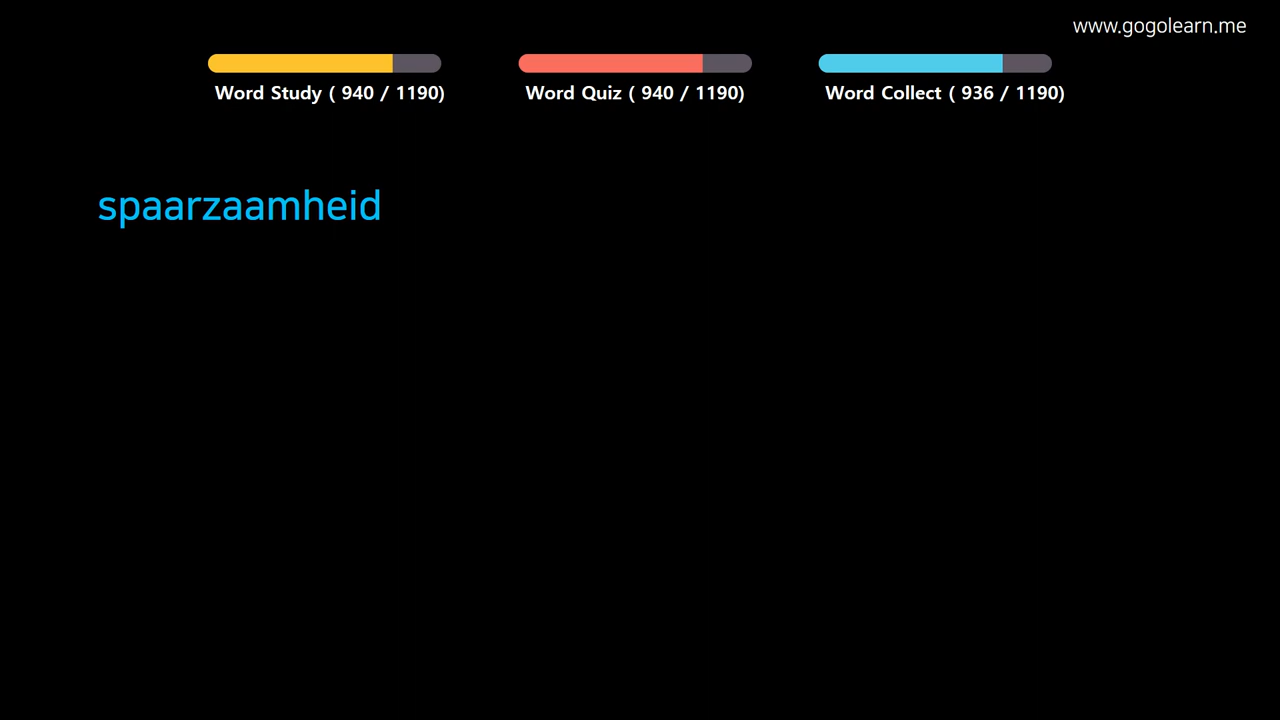 www.gogolearn.me
Word Study ( 940 / 1190)
Word Quiz ( 940 / 1190)
Word Collect ( 936 / 1190)
spaarzaamheid